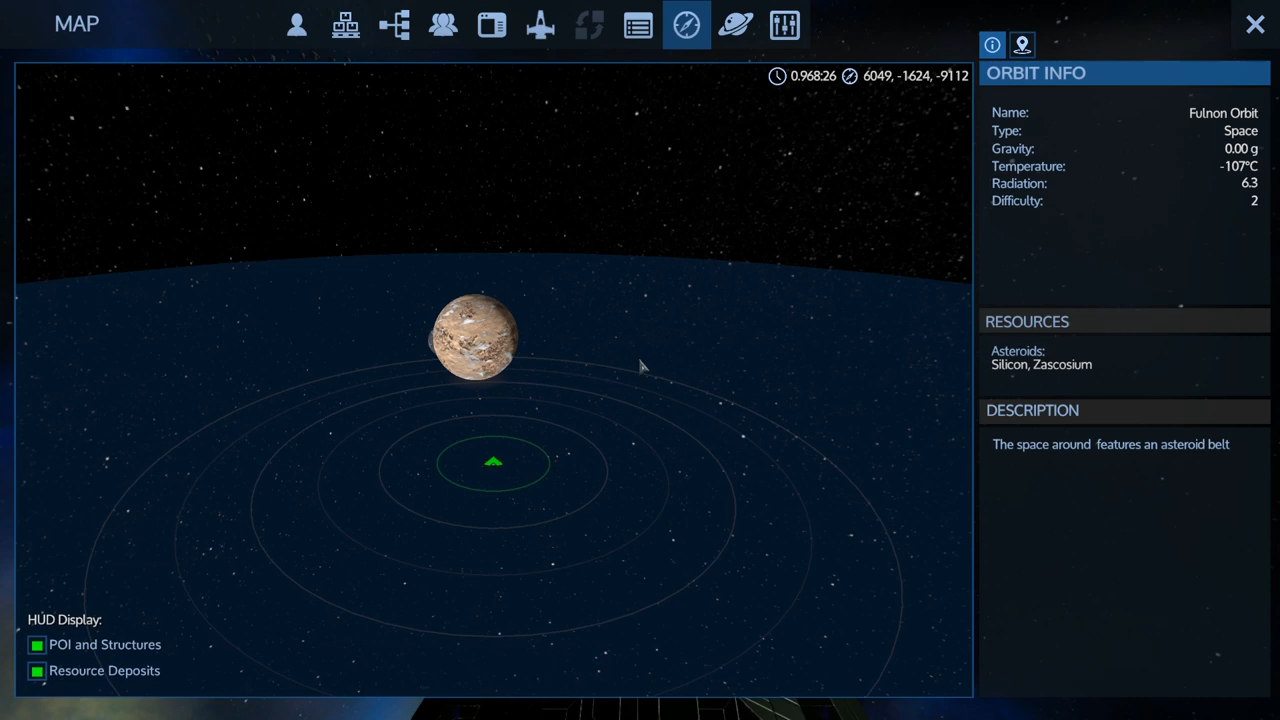 MAP
0.968:26 6049, -1624, -9112
ORBIT INFO
Name: Fulnon Orbit
Type: Space
Gravity: 0.00 g
Temperature: -107°C
Radiation: 6.3
Difficulty: 2
RESOURCES
Asteroids:
Silicon, Zascosium
DESCRIPTION
The space around features an asteroid belt
HUD Display:
POI and Structures
Resource Deposits